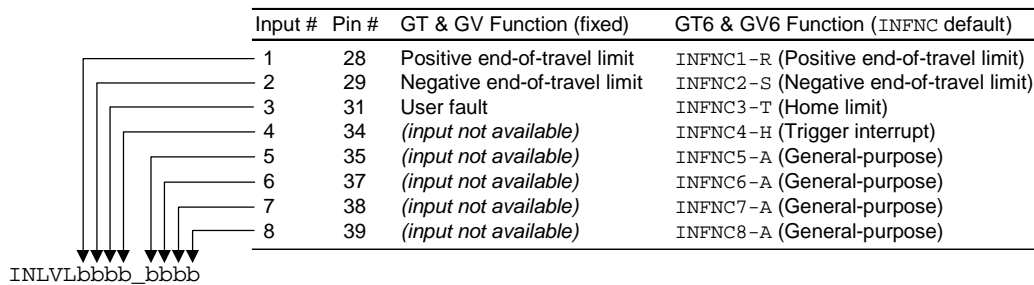 Input # Pin # GT & GV Function (fixed) GT6 & GV6 Function (INFNC default)
1 28 Positive end-of-travel limit INFNC1-R (Positive end-of-travel limit)
2 29 Negative end-of-travel limit INFNC2-S (Negative end-of-travel limit)
3 31 User fault INFNC3-T (Home limit)
4 34 (input not available) INFNC4-H (Trigger interrupt)
5 35 (input not available) INFNC5-A (General-purpose)
6 37 (input not available) INFNC6-A (General-purpose)
7 38 (input not available) INFNC7-A (General-purpose)
8 39 (input not available) INFNC8-A (General-purpose)
INLVLbbbb_bbbb